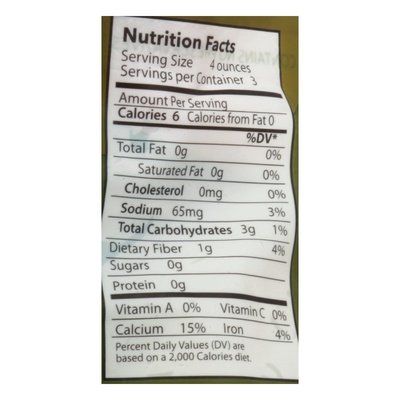 Nutrition Facts
Serving Size 4 ounces
Servings per Container 3
Amount Per Serving
Calories 6 Calories from Fat 0
%DV*
Total Fat 0g 0%
Saturated Fat 0g 0%
Cholesterol 0mg 0%
Sodium 65mg 3%
Total Carbohydrates 3g 1%
Dietary Fiber 1g 4%
Sugars 0g
Protein 0g
Vitamin A 0% Vitamin C 0%
Calcium 15% Iron 4%
Percent Daily Values (DV) are
based on a 2,000 Calories diet.